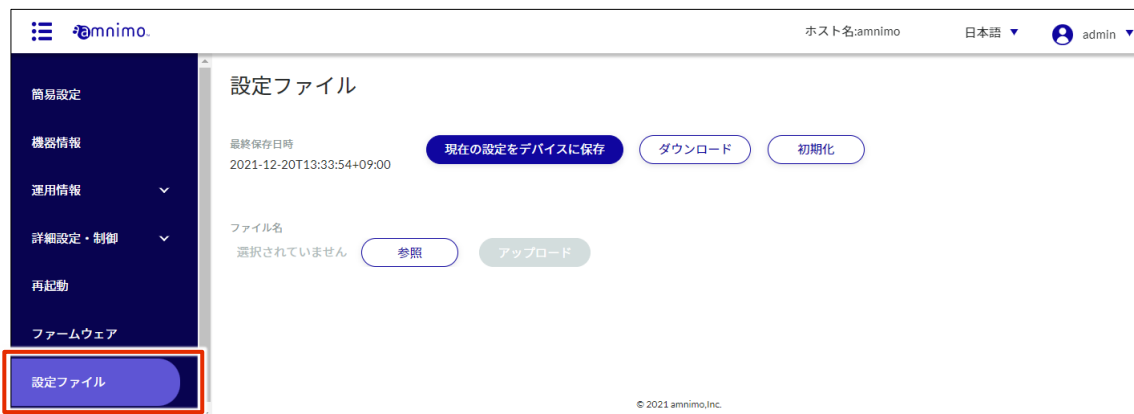 amnimo
ホスト名:amnimo
日本語 ▼
admin ▼
簡易設定
機器情報
運用情報
詳細設定・制御
再起動
ファームウェア
設定ファイル
設定ファイル
最終保存日時
2021-12-20T13:33:54+09:00
現在の設定をデバイスに保存
ダウンロード
初期化
ファイル名
選択されていません
参照
アップロード
© 2021 amnimo,Inc.